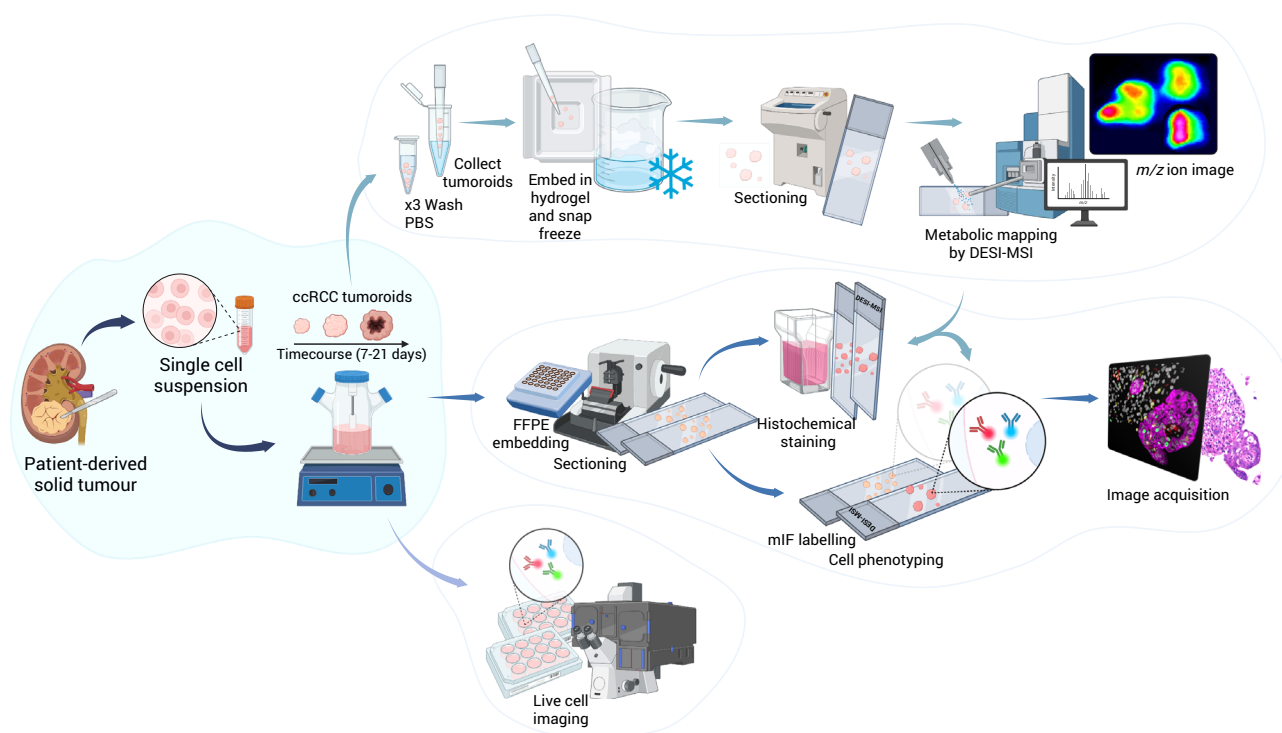 Collect
tumoroids
x3 Wash
PBS
Embed in
hydrogel
and snap
freeze
Sectioning
Intensity
m/z
m/z ion image
Metabolic mapping
by DESI-MSI
ccRCC tumoroids
Timecourse (7-21 days)
Single cell
suspension
Patient-derived
solid tumour
FFPE
embedding
Sectioning
DESI-MSI
Histochemical
staining
DESI-MSI
mIF labelling
Cell phenotyping
Image acquisition
Live cell
imaging